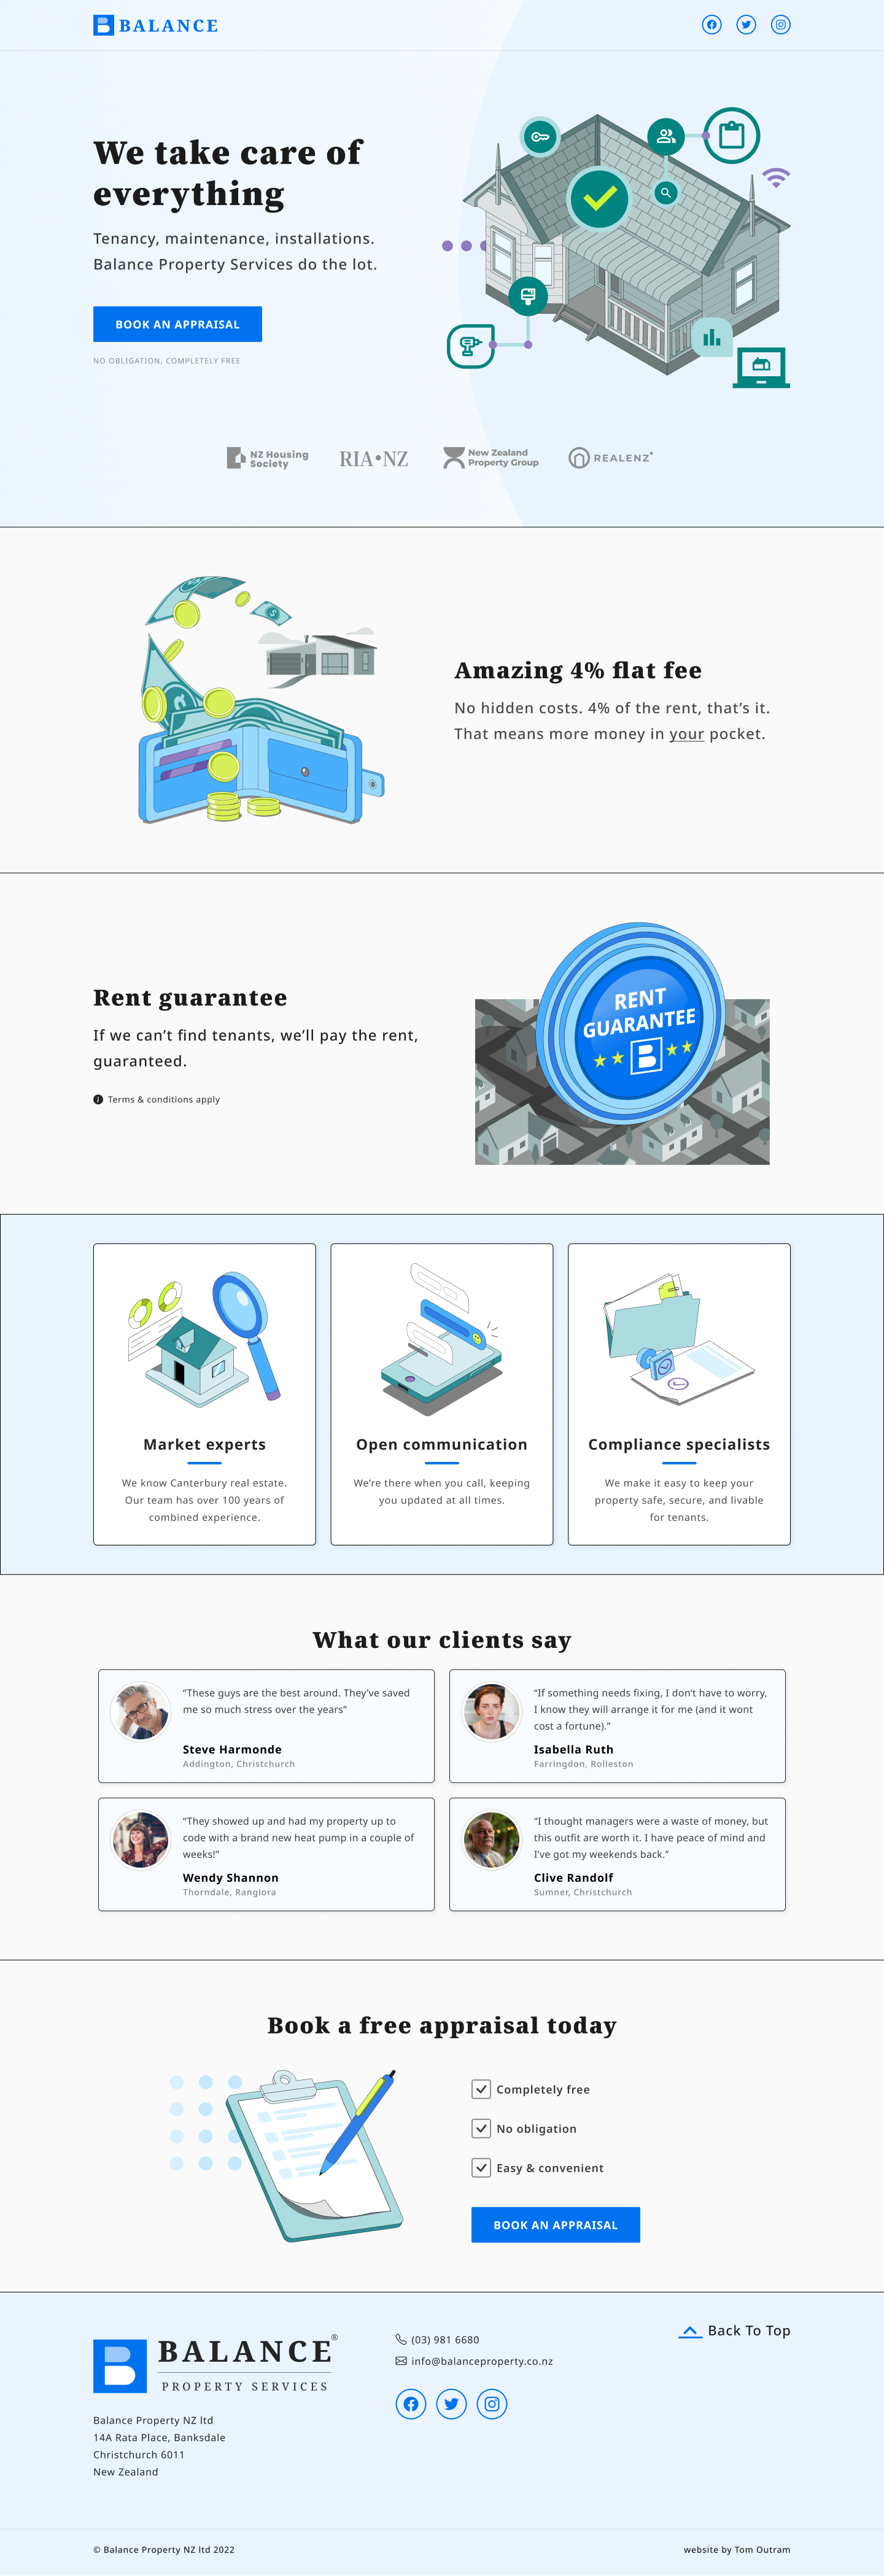 BALANCE
We take care of
everything
Tenancy, maintenance, installations.
Balance Property Services do the lot.
BOOK AN APPRAISAL
NO OBLIGATION, COMPLETELY FREE
NZ Housing
Society
RIA•NZ
New Zealand
Property Group
REALENZ
Amazing 4% flat fee
No hidden costs. 4% of the rent, that’s it.
That means more money in your pocket.
Rent guarantee
If we can’t find tenants, we’ll pay the rent,
guaranteed.
Terms & conditions apply
RENT
GUARANTEE
Market experts
We know Canterbury real estate.
Our team has over 100 years of
combined experience.
Open communication
We’re there when you call, keeping
you updated at all times.
Compliance specialists
We make it easy to keep your
property safe, secure, and livable
for tenants.
What our clients say
“These guys are the best around. They’ve saved
me so much stress over the years”
Steve Harmonde
Addington, Christchurch
“If something needs fixing, I don’t have to worry,
I know they will arrange it for me (and it wont
cost a fortune).”
Isabella Ruth
Farringdon, Rolleston
“They showed up and had my property up to
code with a brand new heat pump in a couple of
weeks!”
Wendy Shannon
Thorndale, Rangiora
“I thought managers were a waste of money, but
this outfit are worth it. I have peace of mind and
I’ve got my weekends back.”
Clive Randolf
Sumner, Christchurch
Book a free appraisal today
Completely free
No obligation
Easy & convenient
BOOK AN APPRAISAL
BALANCE®
PROPERTY SERVICES
Balance Property NZ ltd
14A Rata Place, Banksdale
Christchurch 6011
New Zealand
(03) 981 6680
info@balanceproperty.co.nz
Back To Top
© Balance Property NZ ltd 2022
website by Tom Outram